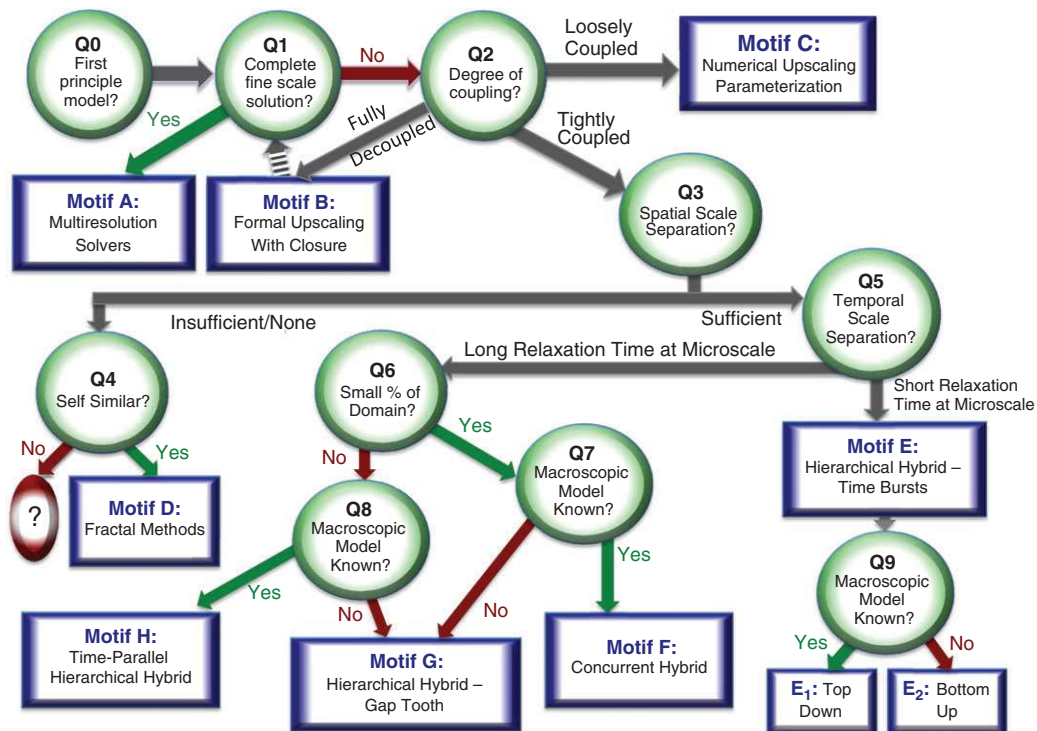 Q0
First
principle
model?
Q1
Complete
fine scale
solution?
No
Q2
Degree of
coupling?
Loosely
Coupled
Motif C:
Numerical Upscaling
Parameterization
Yes
Fully
Decoupled
Tightly
Coupled
Motif A:
Multiresolution
Solvers
Motif B:
Formal Upscaling
With Closure
Q3
Spatial Scale
Separation?
Insufficient/None
Sufficient
Q5
Temporal
Scale
Separation?
Long Relaxation Time at Microscale
Short Relaxation
Time at Microscale
Q4
Self Similar?
No
Yes
?
Motif D:
Fractal Methods
Q6
Small % of
Domain?
No
Yes
Q7
Macroscopic
Model
Known?
Q8
Macroscopic
Model
Known?
Yes
No
No
Yes
Motif E:
Hierarchical Hybrid –
Time Bursts
Q9
Macroscopic
Model
Known?
Yes
No
Motif H:
Time-Parallel
Hierarchical Hybrid
Motif G:
Hierarchical Hybrid –
Gap Tooth
Motif F:
Concurrent Hybrid
E1: Top
Down
E2: Bottom
Up